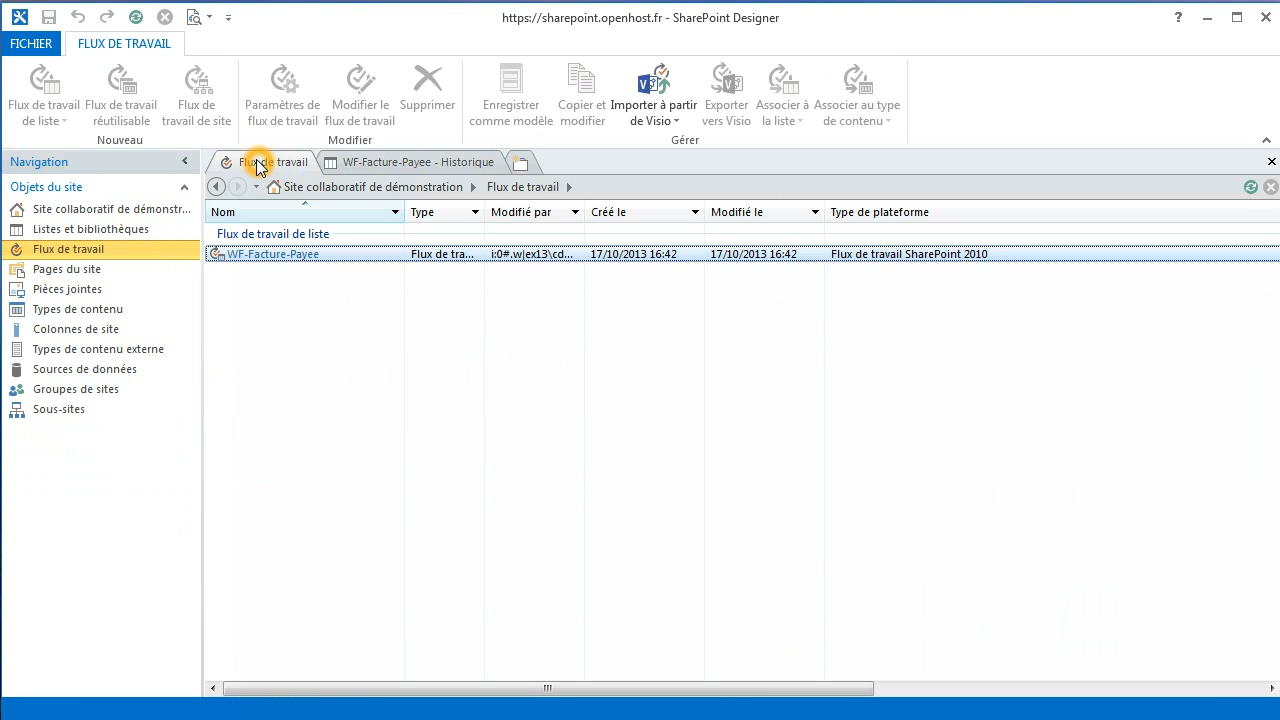 https://sharepoint.openhost.fr - SharePoint Designer
?
FICHIER
FLUX DE TRAVAIL
Flux de travail de liste
Flux de travail réutilisable
Flux de travail de site
Paramètres de flux de travail
Modifier le flux de travail
Supprimer
Enregistrer comme modèle
Copier et modifier
Importer à partir de Visio
Exporter vers Visio
Associer à la liste
Associer au type de contenu
Nouveau
Modifier
Gérer
Navigation
Flux de travail
WF-Facture-Payee - Historique
Objets du site
Site collaboratif de démonstration
Flux de travail
Nom
Type
Modifié par
Créé le
Modifié le
Type de plateforme
Flux de travail de liste
WF-Facture-Payee
Flux de tra...
i:0#.w|ex13\cd...
17/10/2013 16:42
17/10/2013 16:42
Flux de travail SharePoint 2010
Site collaboratif de démonstr...
Listes et bibliothèques
Flux de travail
Pages du site
Pièces jointes
Types de contenu
Colonnes de site
Types de contenu externe
Sources de données
Groupes de sites
Sous-sites